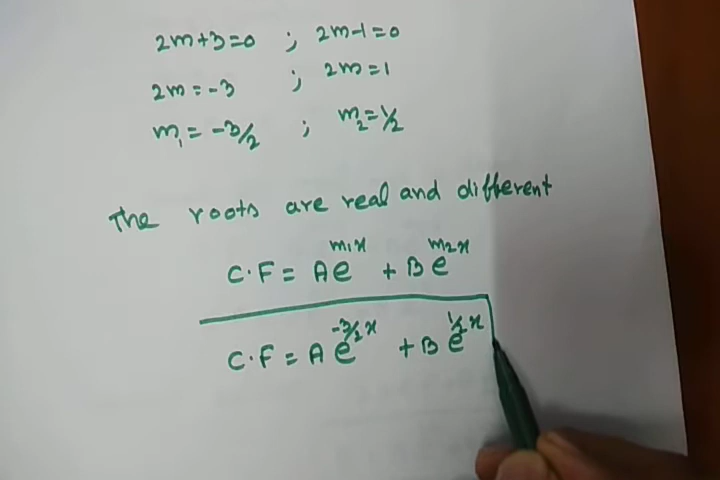 2m+3=0 ; 2m-1=0
2m=-3 ; 2m=1
m₁=-3/2 ; m₂=1/2
The roots are real and different
C.F = Ae^m₁x + Be^m₂x
C.F = Ae^-3/2x + Be^1/2x